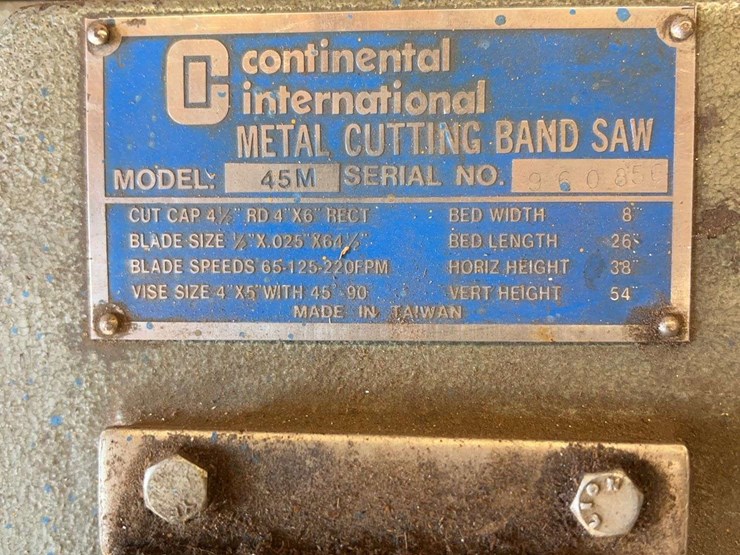 continental
international
METAL CUTTING BAND SAW
MODEL: 45M SERIAL NO.
CUT CAP 4½" RD 4"X6" RECT BED WIDTH 8"
BLADE SIZE ½"X.025"X64½" BED LENGTH 26"
BLADE SPEEDS 65-125-220FPM HORIZ HEIGHT 38"
VISE SIZE 4"X5" WITH 45°-90 VERT HEIGHT 54"
MADE IN TAIWAN